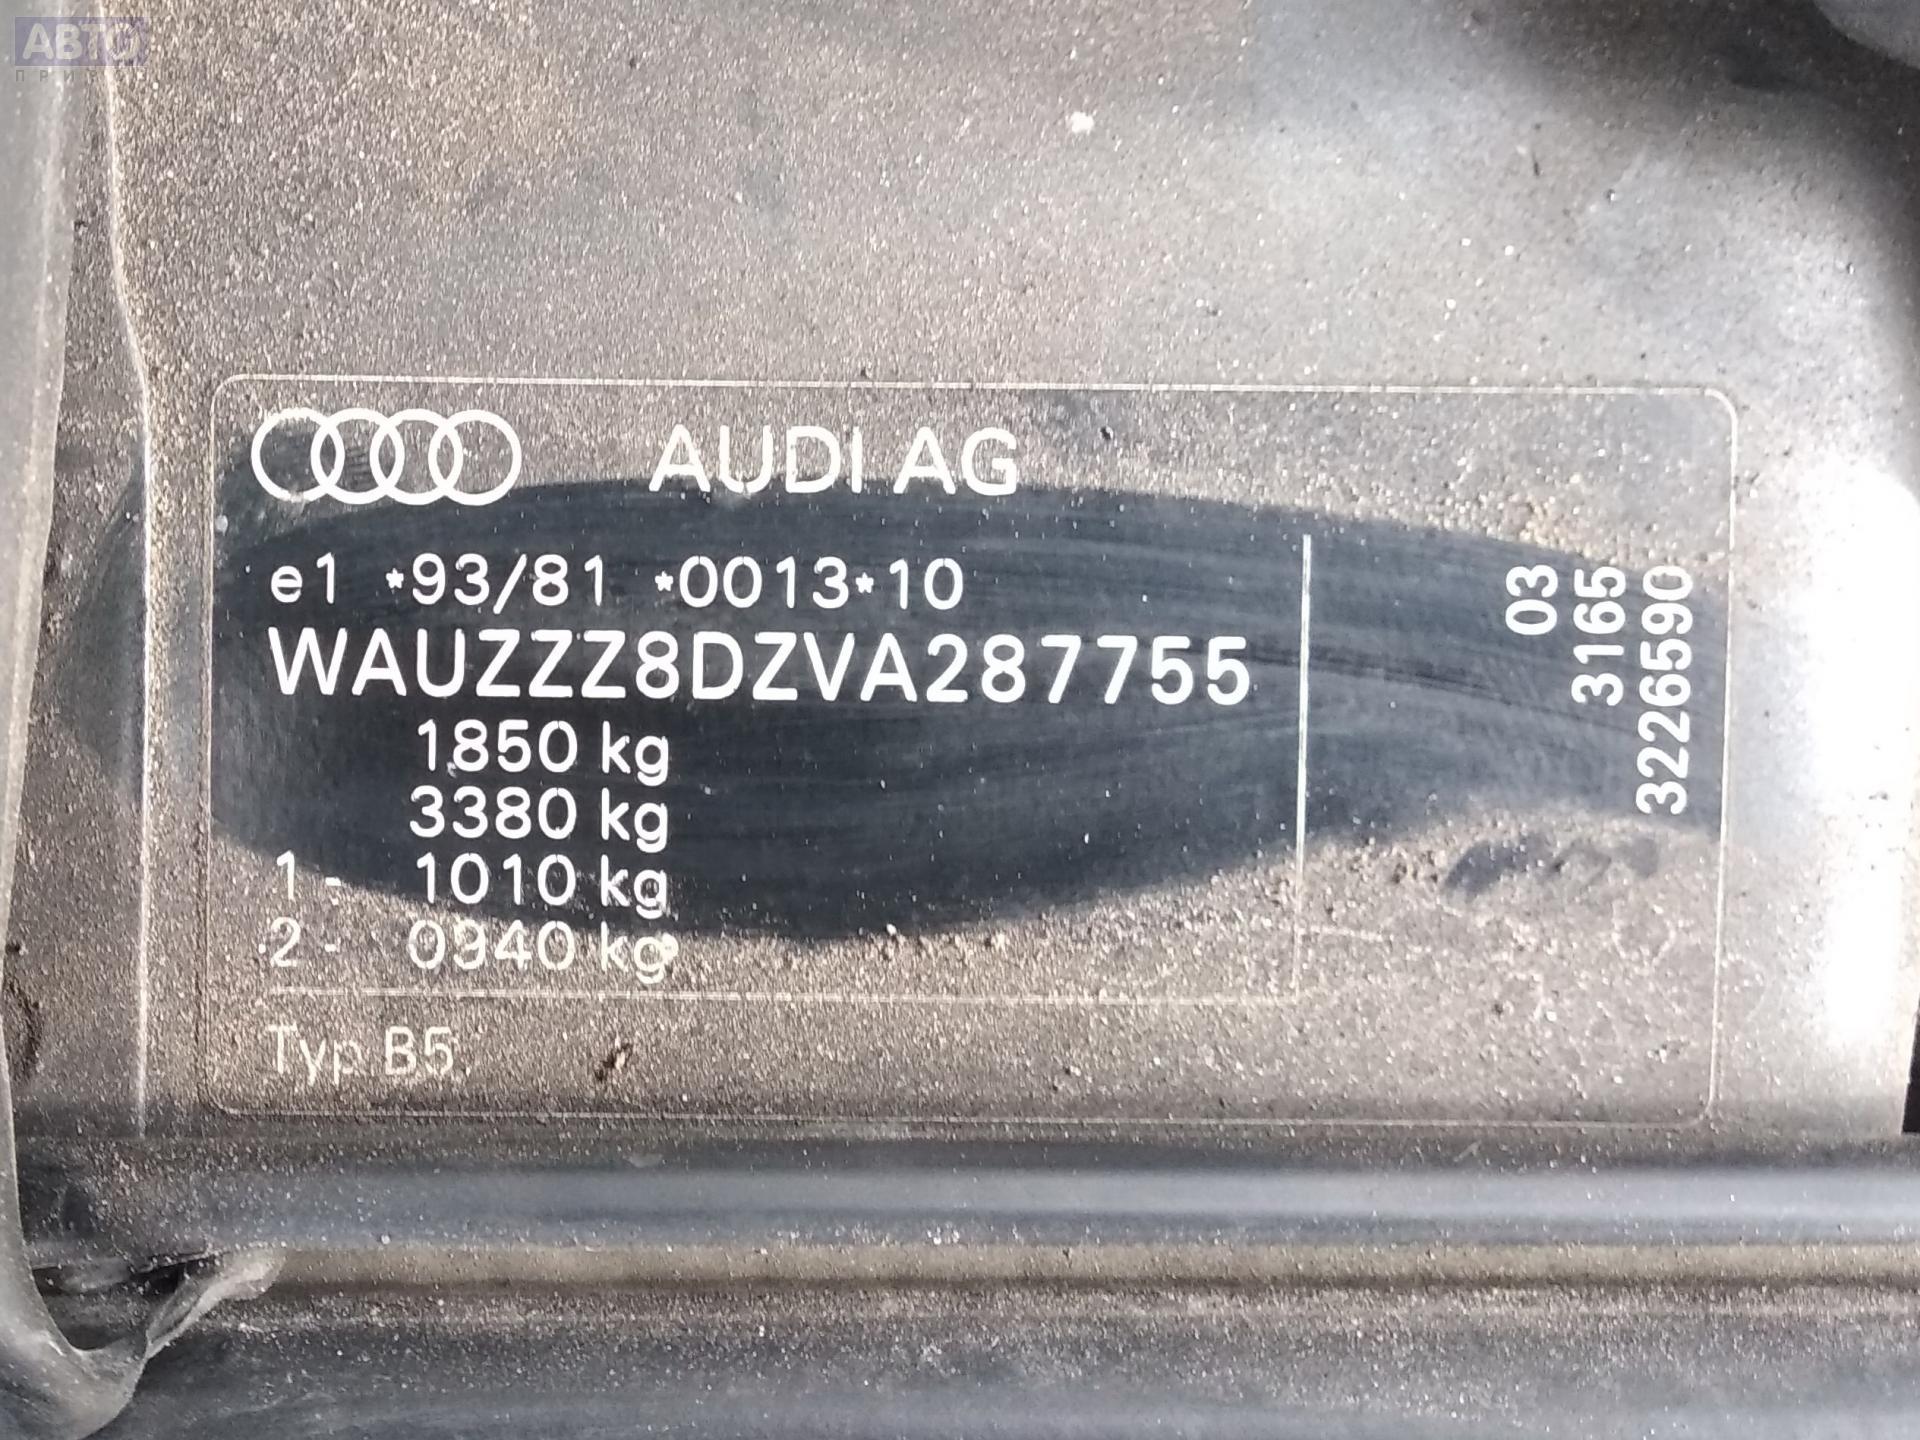 АВТО
AUDI AG
e1 *93/81 *0013*10
WAUZZZ8DZVA287755
1850 kg
3380 kg
1- 1010 kg
2- 0940 kg
Typ B5
03
3165
3226590